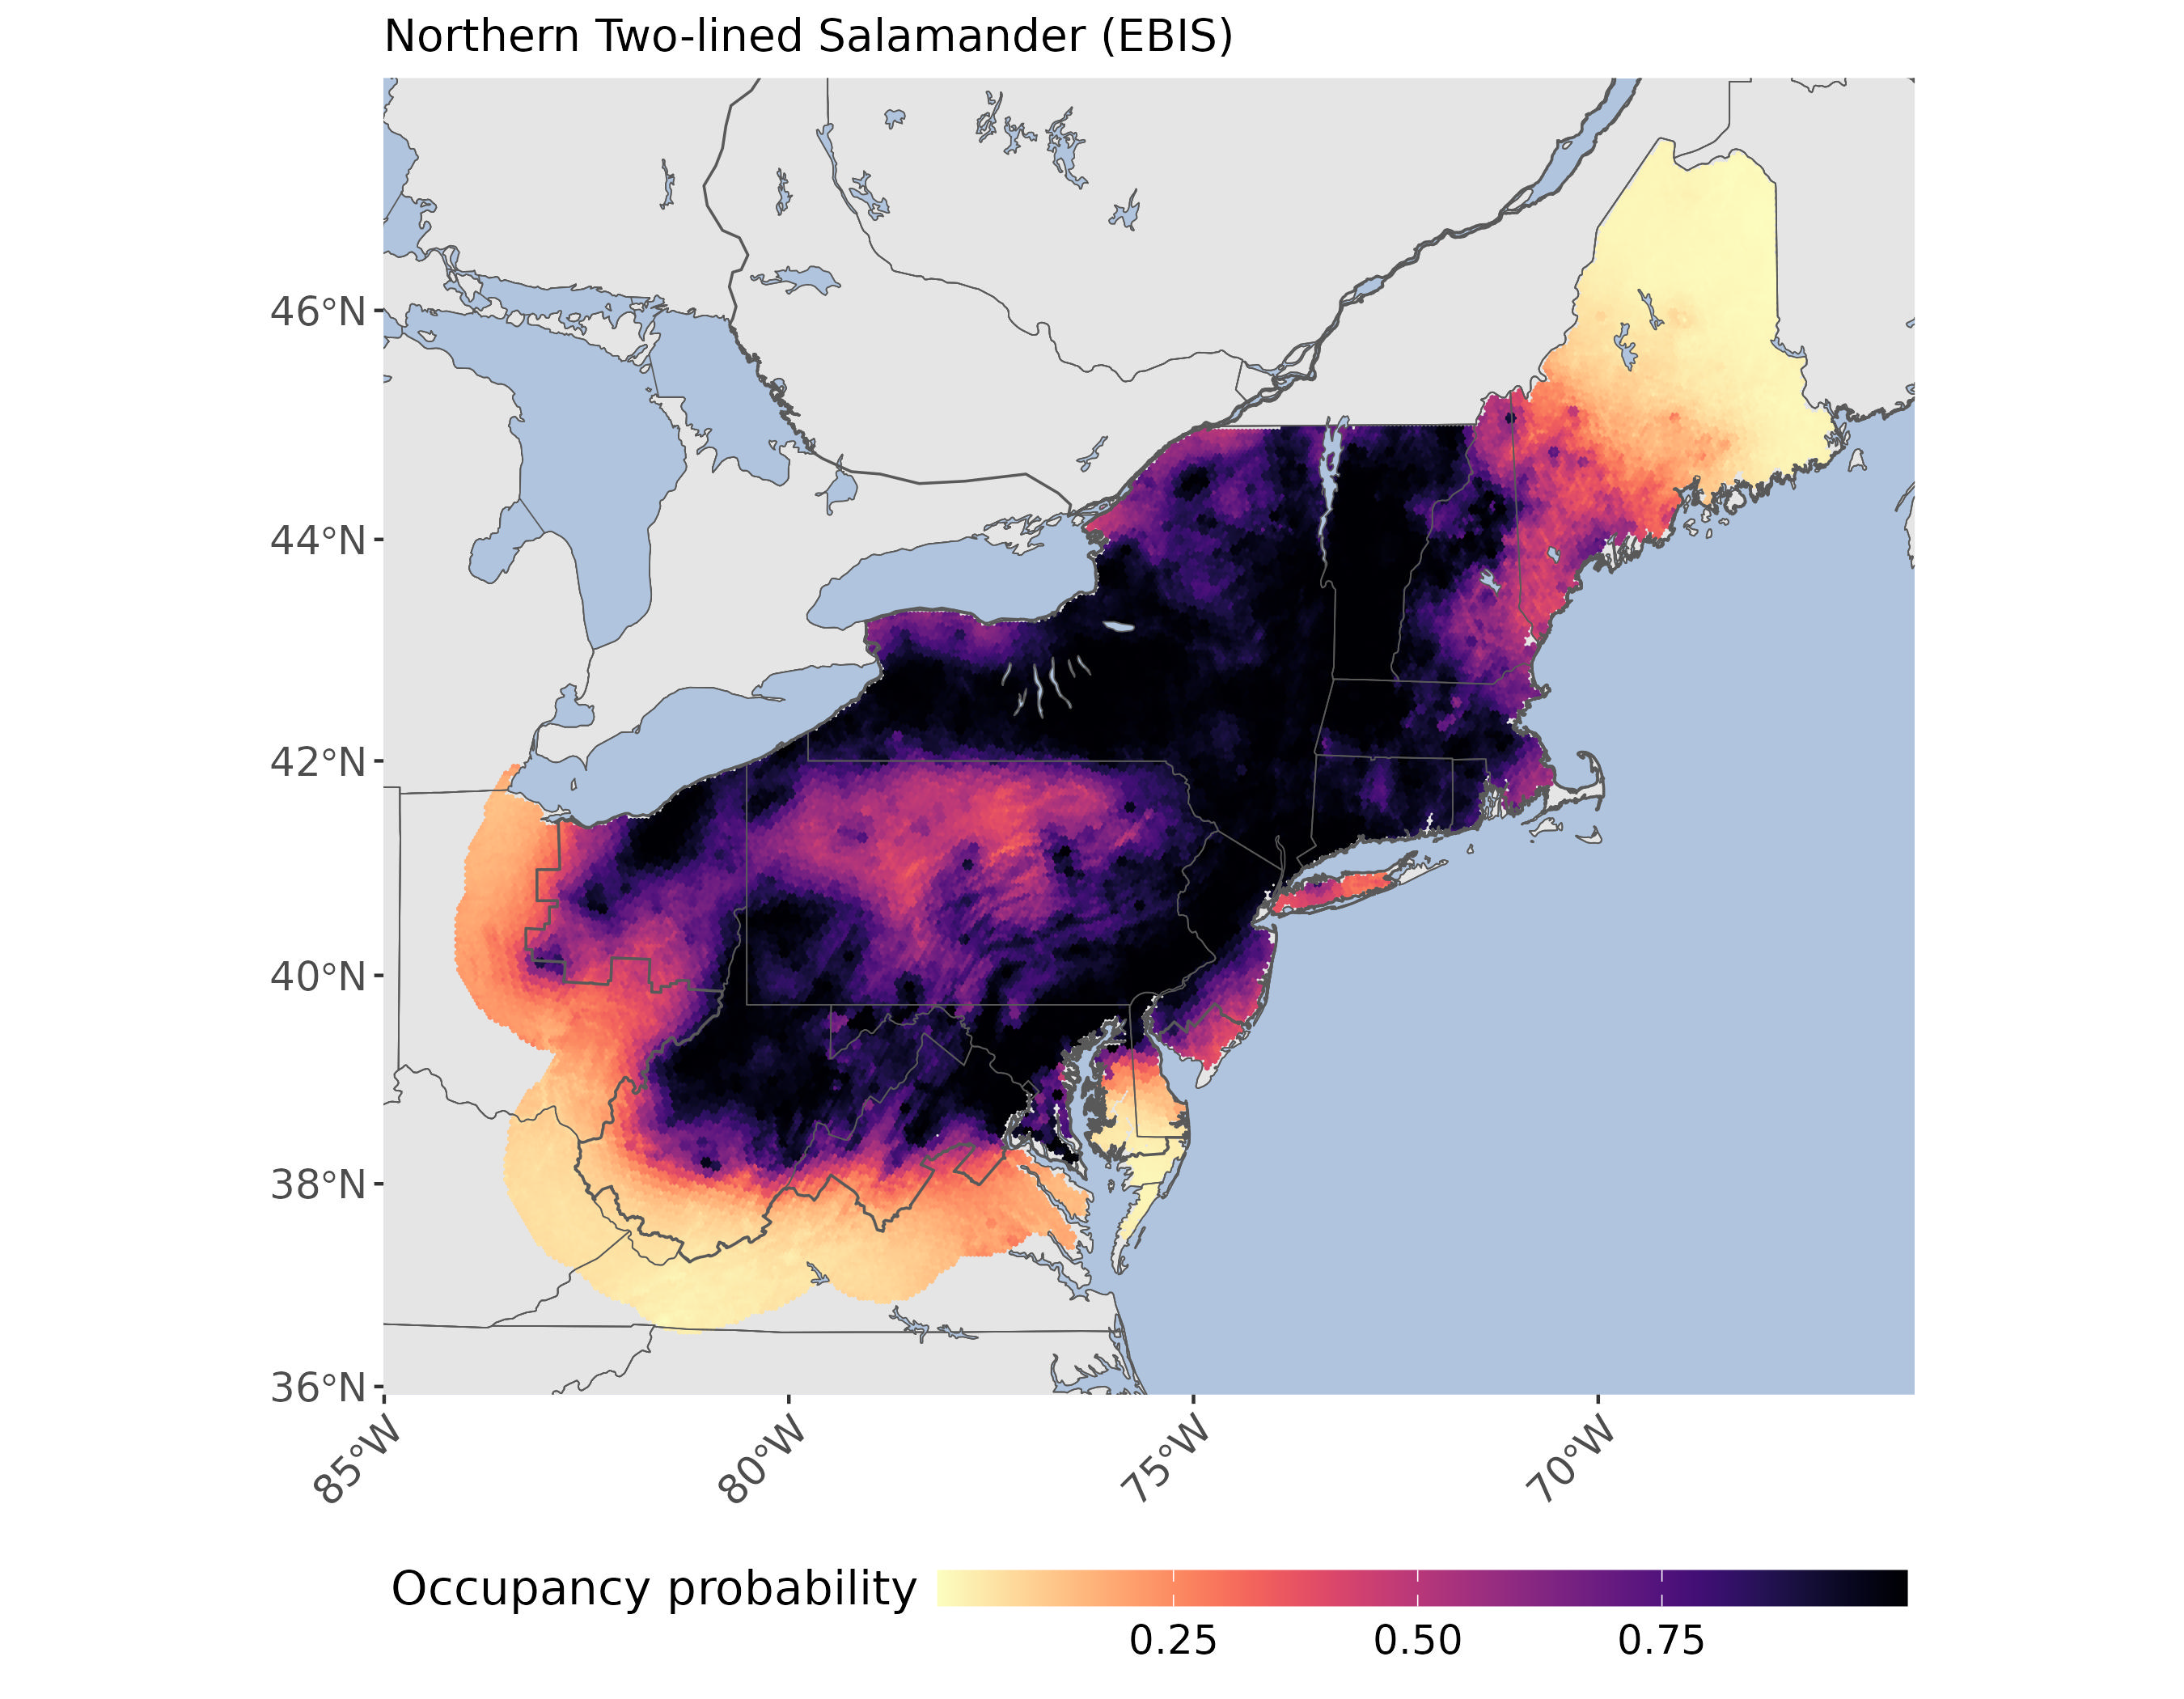 Northern Two-lined Salamander (EBIS)
46°N
44°N
42°N
40°N
38°N
36°N
85°W
80°W
75°W
70°W
Occupancy probability
0.25
0.50
0.75